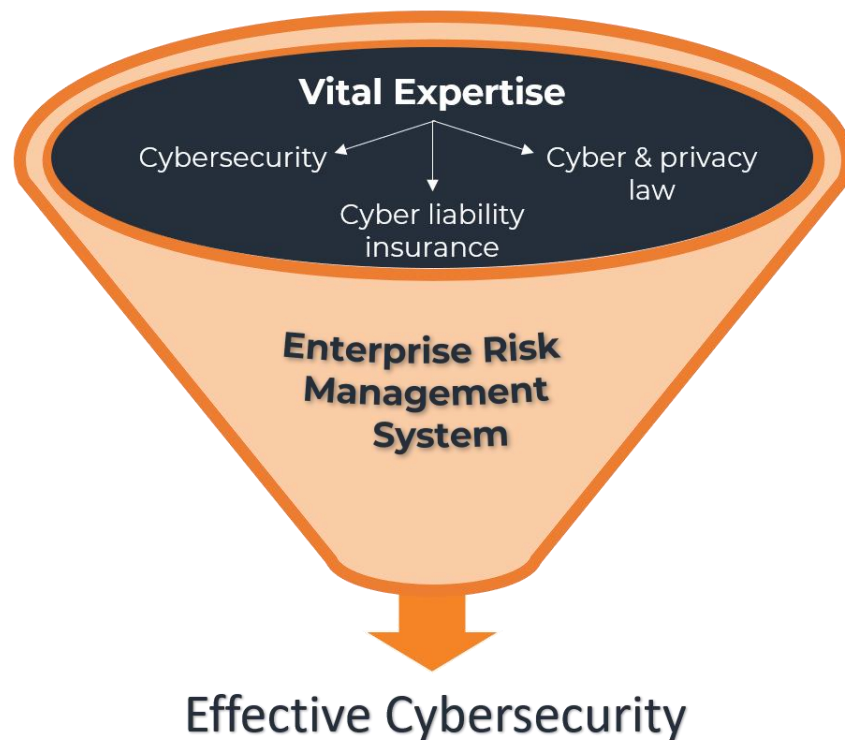 Vital Expertise
Cybersecurity
Cyber & privacy
law
Cyber liability
insurance
Enterprise Risk
Management
System
Effective Cybersecurity